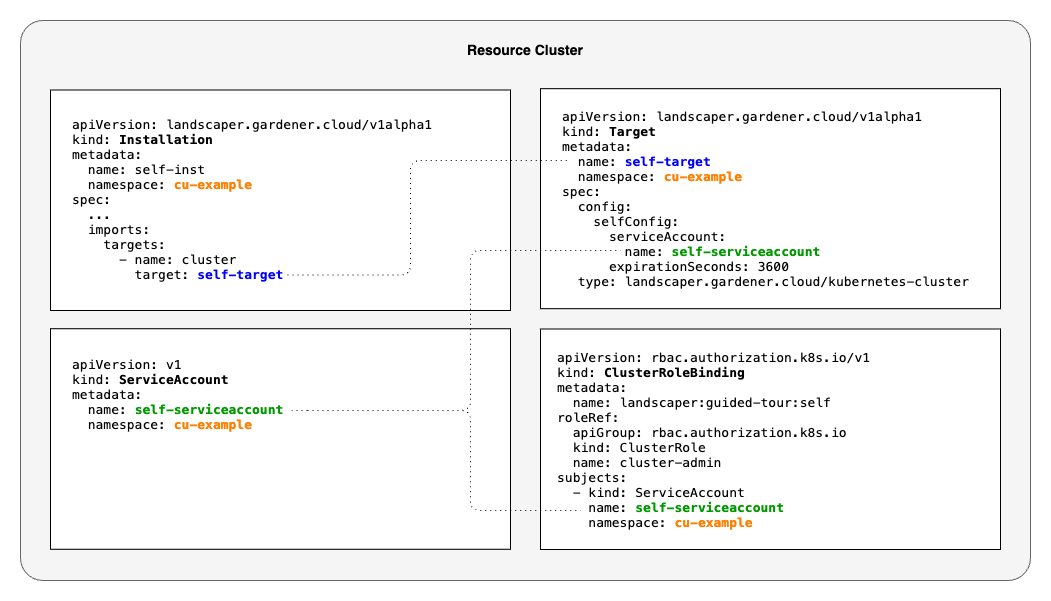 Resource Cluster
apiVersion: landscaper.gardener.cloud/v1alpha1
kind: Installation
metadata:
  name: self-inst
  namespace: cu-example
spec:
  ...
  imports:
    targets:
      - name: cluster
        target: self-target
apiVersion: landscaper.gardener.cloud/v1alpha1
kind: Target
metadata:
  name: self-target
  namespace: cu-example
spec:
  config:
    selfConfig:
      serviceAccount:
        name: self-serviceaccount
      expirationSeconds: 3600
  type: landscaper.gardener.cloud/kubernetes-cluster
apiVersion: v1
kind: ServiceAccount
metadata:
  name: self-serviceaccount
  namespace: cu-example
apiVersion: rbac.authorization.k8s.io/v1
kind: ClusterRoleBinding
metadata:
  name: landscaper:guided-tour:self
roleRef:
  apiGroup: rbac.authorization.k8s.io
  kind: ClusterRole
  name: cluster-admin
subjects:
  - kind: ServiceAccount
    name: self-serviceaccount
    namespace: cu-example